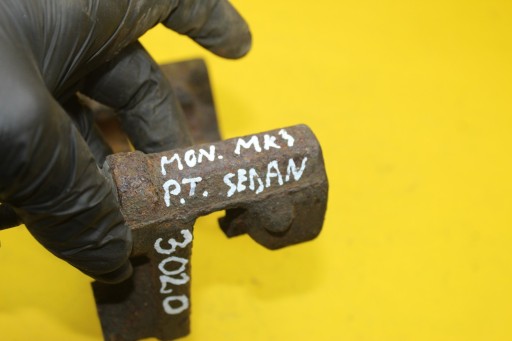 MON. MK3
P.T. SEDAN
3020